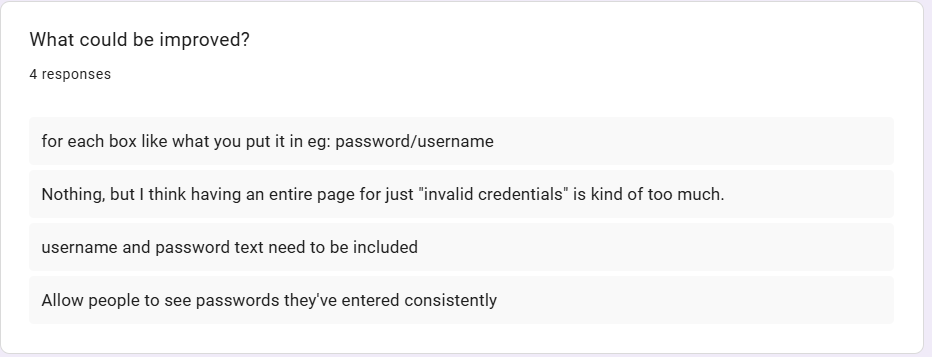 What could be improved?
4 responses
for each box like what you put it in eg: password/username
Nothing, but I think having an entire page for just "invalid credentials" is kind of too much.
username and password text need to be included
Allow people to see passwords they've entered consistently